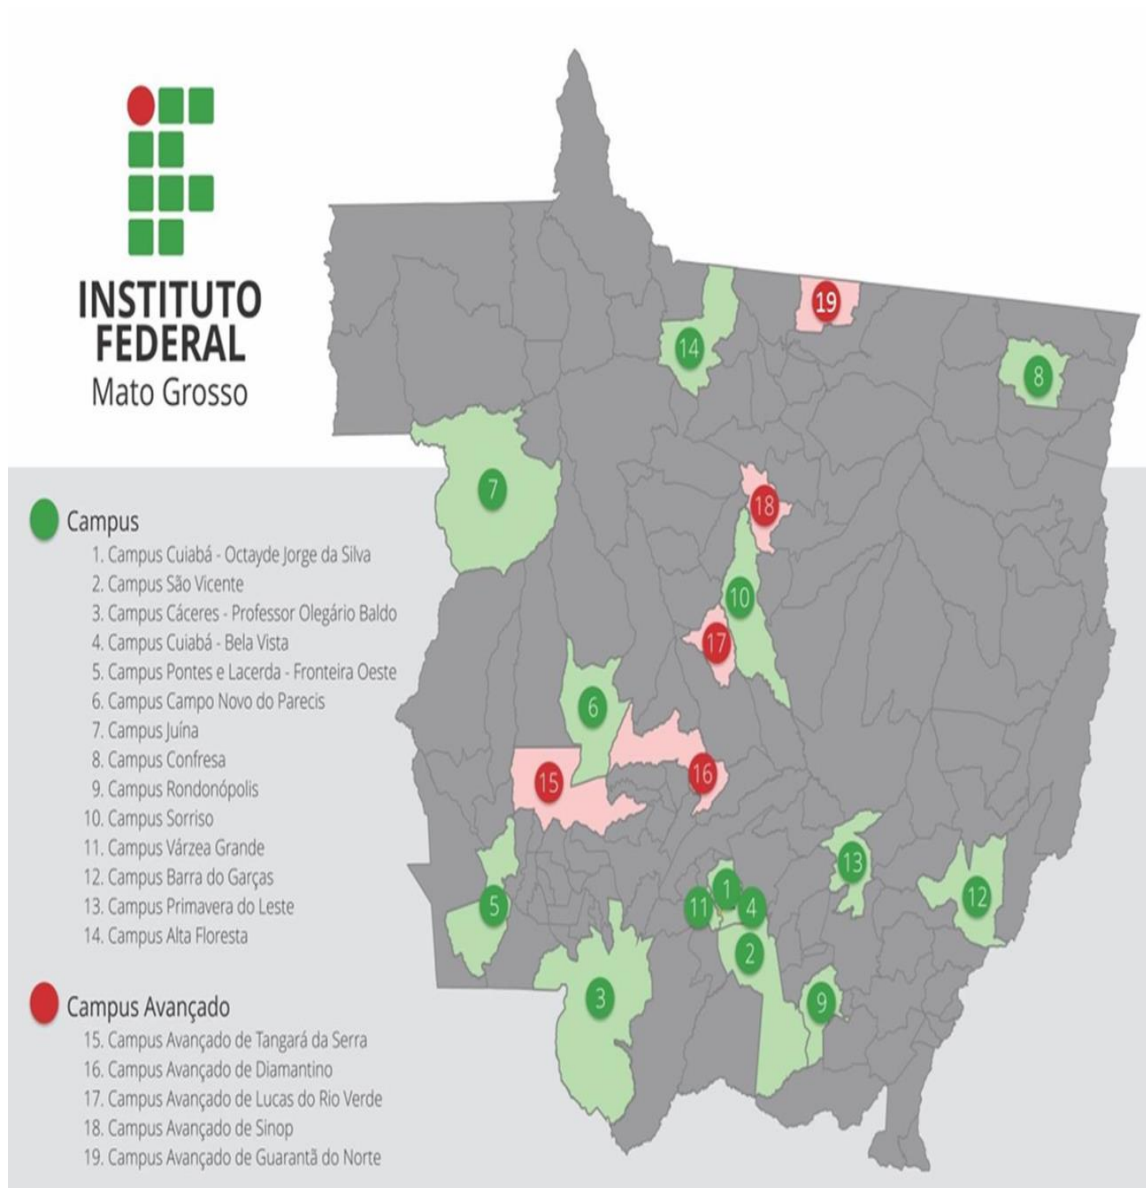 INSTITUTO
FEDERAL
Mato Grosso
Campus
1. Campus Cuiabá - Octayde Jorge da Silva
2. Campus São Vicente
3. Campus Cáceres - Professor Olegário Baldo
4. Campus Cuiabá - Bela Vista
5. Campus Pontes e Lacerda - Fronteira Oeste
6. Campus Campo Novo do Parecis
7. Campus Juína
8. Campus Confresa
9. Campus Rondonópolis
10. Campus Sorriso
11. Campus Várzea Grande
12. Campus Barra do Garças
13. Campus Primavera do Leste
14. Campus Alta Floresta
Campus Avançado
15. Campus Avançado de Tangará da Serra
16. Campus Avançado de Diamantino
17. Campus Avançado de Lucas do Rio Verde
18. Campus Avançado de Sinop
19. Campus Avançado de Guarantã do Norte
19
14
8
7
18
10
17
6
16
15
13
1
12
5
11
4
2
3
9